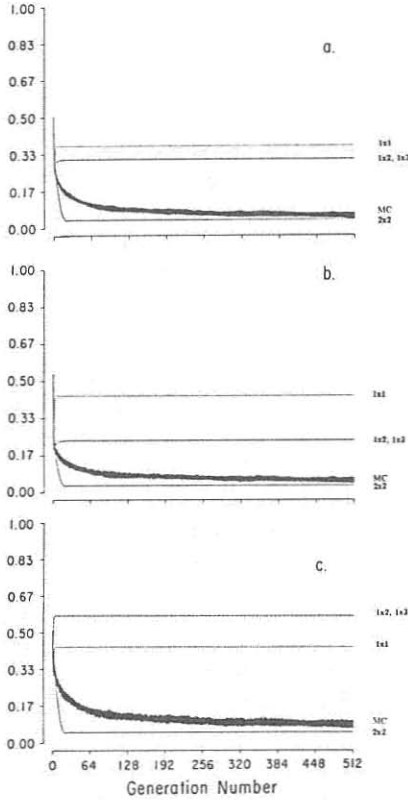 1.00
0.83
a.
0.67
0.50
1x1
0.33
1x2, 1x3
0.17
MC
0.00
2x2
1.00
b.
0.83
0.67
0.50
1x1
0.33
1x2, 1x3
0.17
MC
0.00
2x2
1.00
c.
0.83
0.67
1x2, 1x3
0.50
1x1
0.33
0.17
MC
0.00
2x2
0 64 128 192 256 320 384 448 512
Generation Number